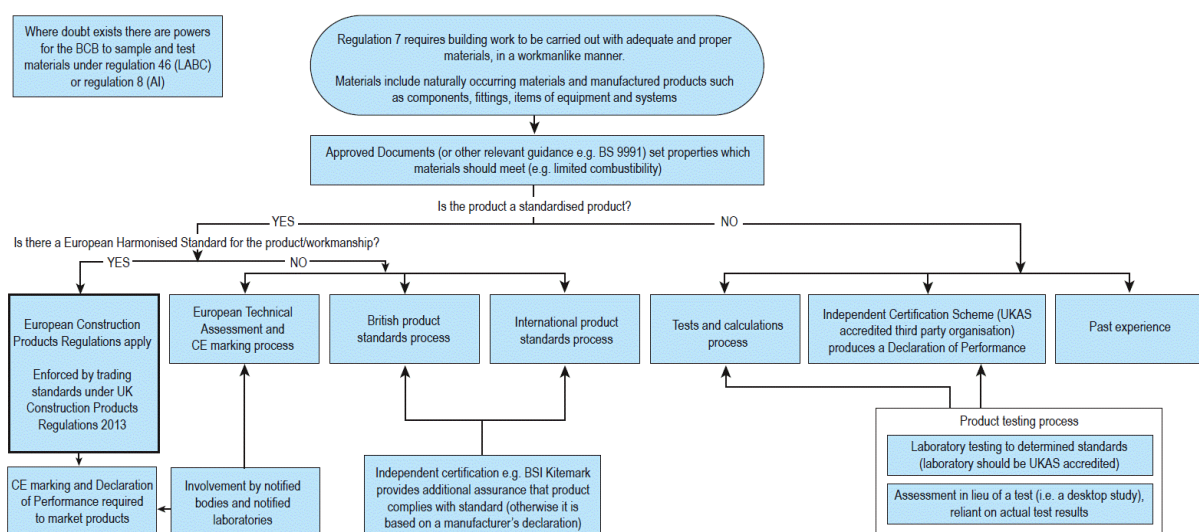 Where doubt exists there are powers
for the BCB to sample and test
materials under regulation 46 (LABC)
or regulation 8 (AI)
Regulation 7 requires building work to be carried out with adequate and proper
materials, in a workmanlike manner.
Materials include naturally occurring materials and manufactured products such
as components, fittings, items of equipment and systems
Approved Documents (or other relevant guidance e.g. BS 9991) set properties which
materials should meet (e.g. limited combustibility)
Is the product a standardised product?
YES
NO
Is there a European Harmonised Standard for the product/workmanship?
YES
NO
European Construction
Products Regulations apply
Enforced by trading
standards under UK
Construction Products
Regulations 2013
European Technical
Assessment and
CE marking process
British product
standards process
International product
standards process
Tests and calculations
process
Independent Certification Scheme (UKAS
accredited third party organisation)
produces a Declaration of Performance
Past experience
CE marking and Declaration
of Performance required
to market products
Involvement by notified
bodies and notified
laboratories
Independent certification e.g. BSI Kitemark
provides additional assurance that product
complies with standard (otherwise it is
based on a manufacturer's declaration)
Product testing process
Laboratory testing to determined standards
(laboratory should be UKAS accredited)
Assessment in lieu of a test (i.e. a desktop study),
reliant on actual test results